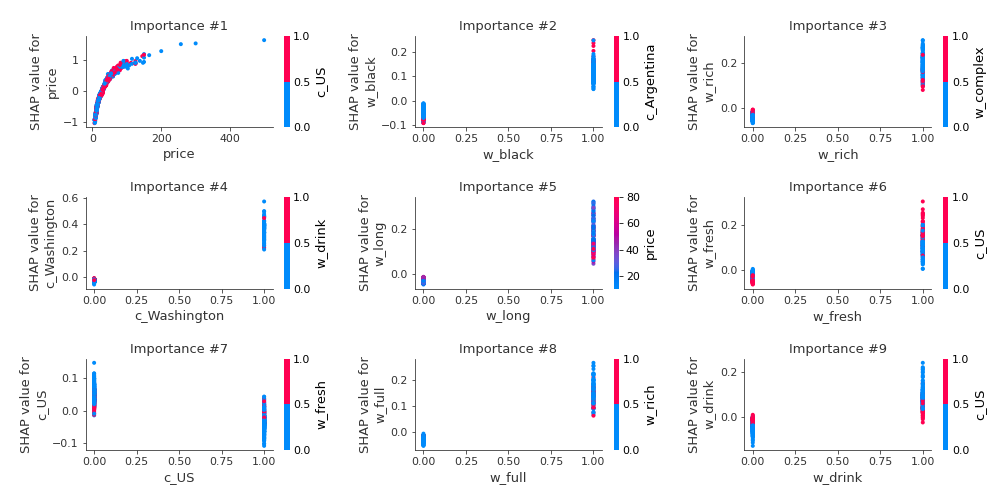 Importance #1
SHAP value for
price
1
0
−1
0
200
400
price
1.0
0.5
0.0
c_US
Importance #2
SHAP value for
w_black
0.2
0.1
0.0
−0.1
0.00
0.25
0.50
0.75
1.00
w_black
1.0
0.5
0.0
c_Argentina
Importance #3
SHAP value for
w_rich
0.2
0.0
0.00
0.25
0.50
0.75
1.00
w_rich
1.0
0.5
0.0
w_complex
Importance #4
SHAP value for
c_Washington
0.6
0.4
0.2
0.0
0.00
0.25
0.50
0.75
1.00
c_Washington
1.0
0.5
0.0
w_drink
Importance #5
SHAP value for
w_long
0.2
0.0
0.00
0.25
0.50
0.75
1.00
w_long
80
60
40
20
price
Importance #6
SHAP value for
w_fresh
0.2
0.0
0.00
0.25
0.50
0.75
1.00
w_fresh
1.0
0.5
0.0
c_US
Importance #7
SHAP value for
c_US
0.1
0.0
−0.1
0.00
0.25
0.50
0.75
1.00
c_US
1.0
0.5
0.0
w_fresh
Importance #8
SHAP value for
w_full
0.2
0.1
0.0
0.00
0.25
0.50
0.75
1.00
w_full
1.0
0.5
0.0
w_rich
Importance #9
SHAP value for
w_drink
0.2
0.0
0.00
0.25
0.50
0.75
1.00
w_drink
1.0
0.5
0.0
c_US